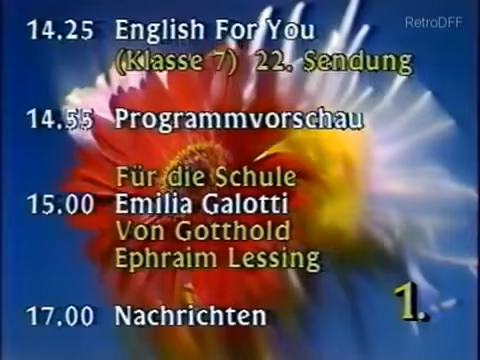 RetroDFF
14.25 English For You
(Klasse 7) 22. Sendung
14.55 Programmvorschau
Für die Schule
15.00 Emilia Galotti
Von Gotthold
Ephraim Lessing
17.00 Nachrichten
1.